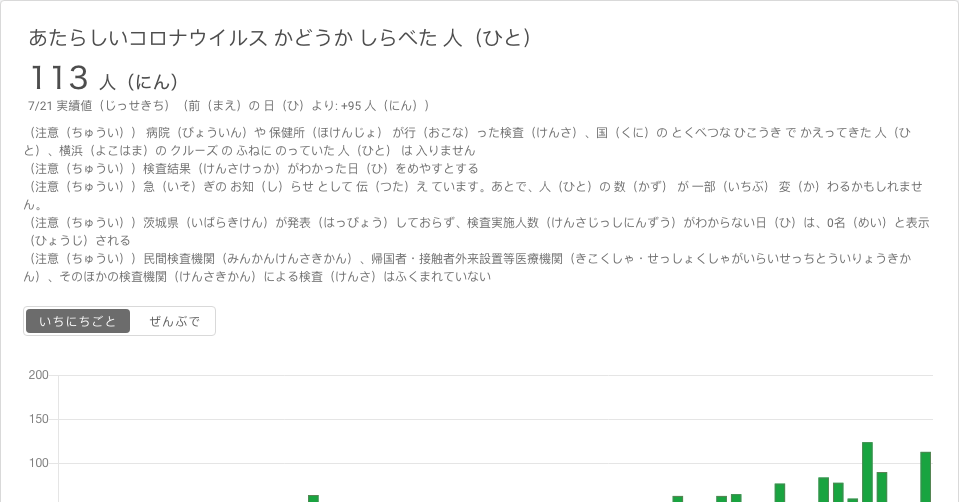 あたらしいコロナウイルス かどうか しらべた 人（ひと）
113 人（にん）
7/21 実績値（じっせきち）（前（まえ）の 日（ひ）より: +95 人（にん））
（注意（ちゅうい）） 病院（びょういん）や 保健所（ほけんじょ） が行（おこな）った検査（けんさ）、国（くに）の とくべつな ひこうき で かえってきた 人（ひ
と）、横浜（よこはま）の クルーズ の ふねに のっていた 人（ひと） は 入りません
（注意（ちゅうい））検査結果（けんさけっか）がわかった日（ひ）をめやすとする
（注意（ちゅうい））急（いそ）ぎの お知（し）らせ として 伝（つた）え ています。あとで、人（ひと）の 数（かず） が 一部（いちぶ） 変（か）わるかもしれませ
ん。
（注意（ちゅうい））茨城県（いばらきけん）が発表（はっぴょう）しておらず、検査実施人数（けんさじっしにんずう）がわからない日（ひ）は、0名（めい）と表示
（ひょうじ）される
（注意（ちゅうい））民間検査機関（みんかんけんさきかん）、帰国者・接触者外来設置等医療機関（きこくしゃ・せっしょくしゃがいらいせっちとういりょうきか
ん）、そのほかの検査機関（けんさきかん）による検査（けんさ）はふくまれていない
いちにちごと ぜんぶで
200
150
100